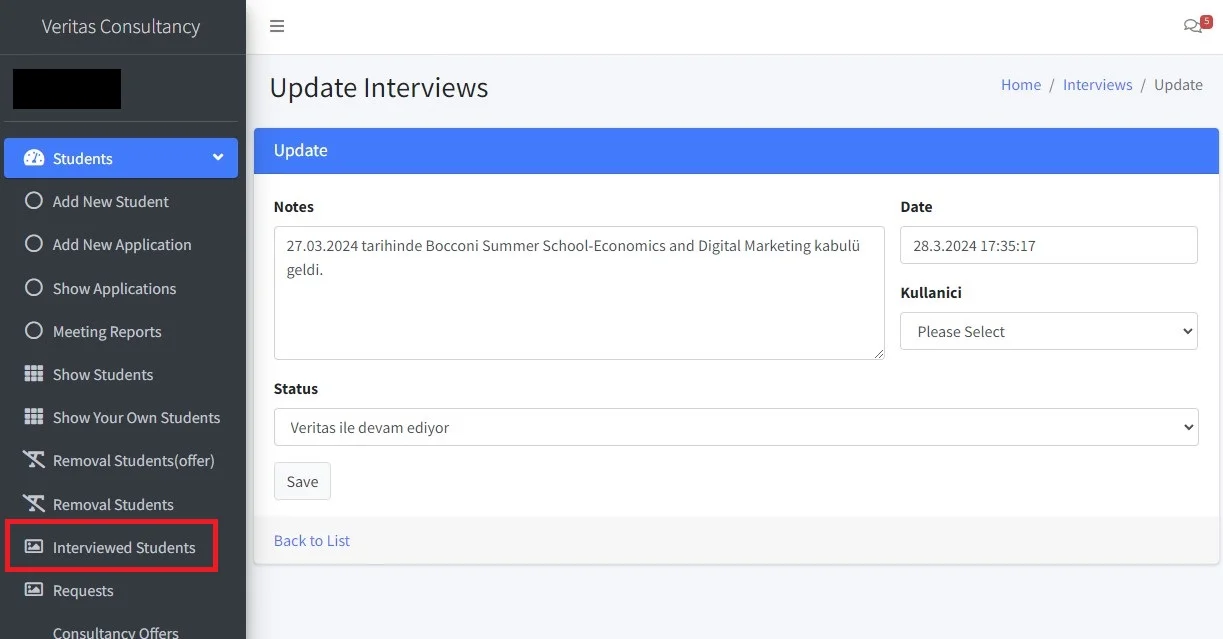 Veritas Consultancy
5
Students
Add New Student
Add New Application
Show Applications
Meeting Reports
Show Students
Show Your Own Students
Removal Students(offer)
Removal Students
Interviewed Students
Requests
Consultancy Offers
Update Interviews
Home / Interviews / Update
Update
Notes
27.03.2024 tarihinde Bocconi Summer School-Economics and Digital Marketing kabulü
geldi.
Date
28.3.2024 17:35:17
Kullanici
Please Select
Status
Veritas ile devam ediyor
Save
Back to List